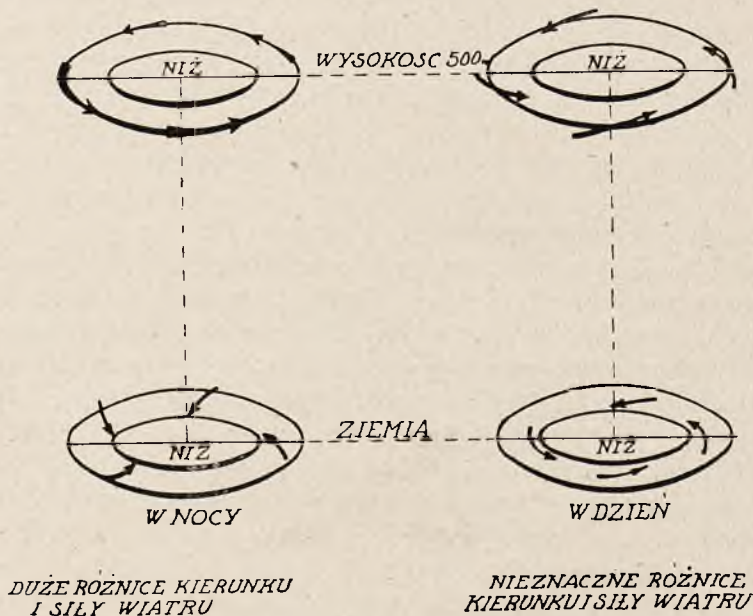 NIŻ
WYSOKOSC 500
NIŻ
NIŻ
ZIEMIA
NIŻ
W NOCY
W DZIEŃ
DUŻE ROŻNICE KIERUNKU
I SIŁY WIATRU
NIEZNACZNE ROŻNICE
KIERUNKU I SIŁY WIATRU